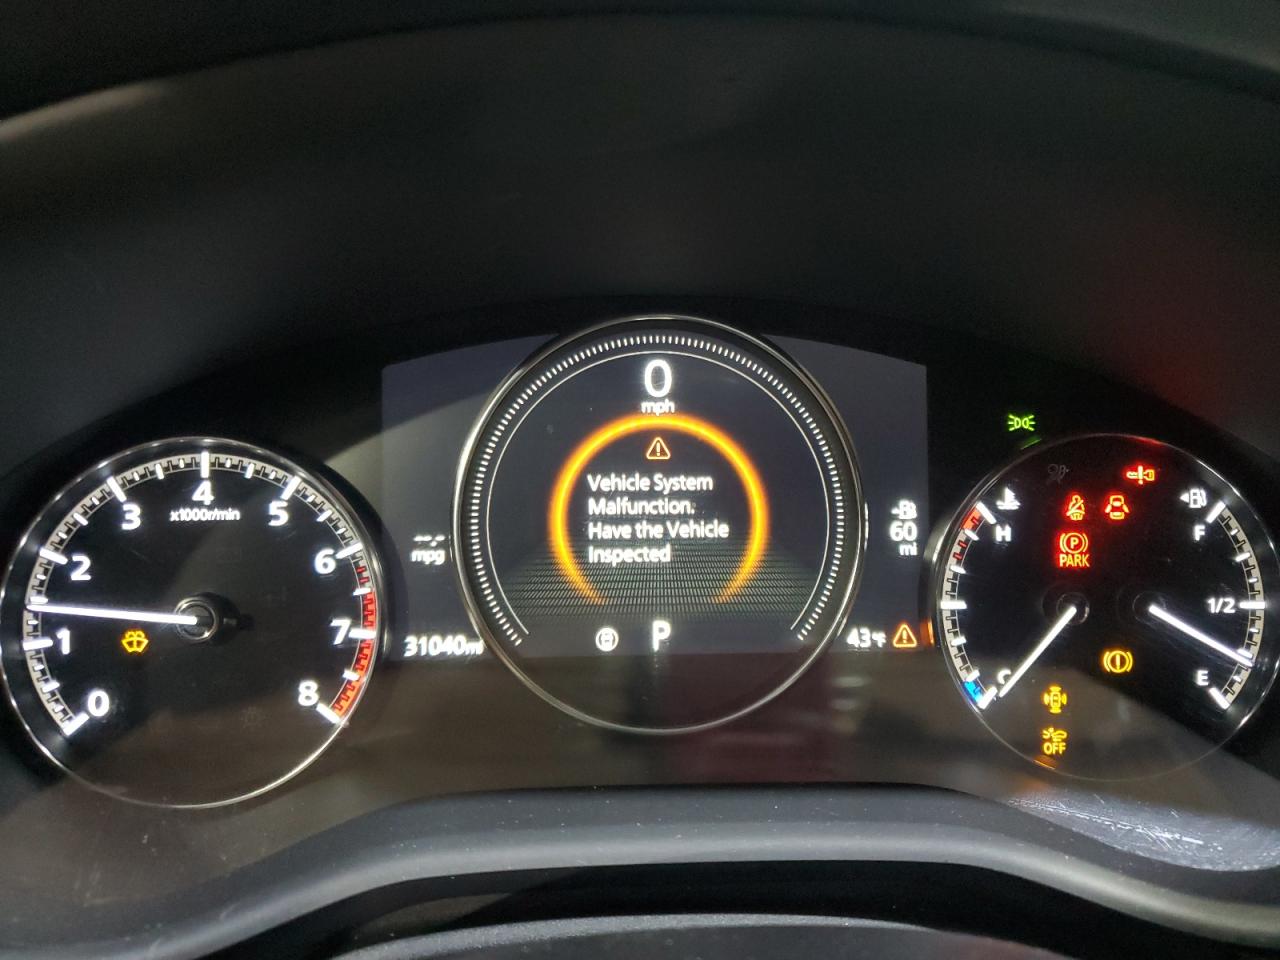 0
mph
Vehicle System
Malfunction.
Have the Vehicle
Inspected
0
1
2
3
4
5
6
7
8
x1000r/min
--.-
mpg
31040mi
P
60
mi
43°F
H
C
F
1/2
E
P
PARK
OFF